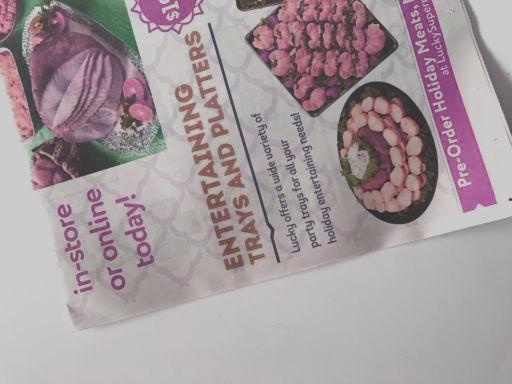 in-store
or online
today!
ENTERTAINING
TRAYS AND PLATTERS
Lucky offers a wide variety of
party trays for all your
holiday entertaining needs!
Pre-Order Holiday Meats,
at LuckySuper